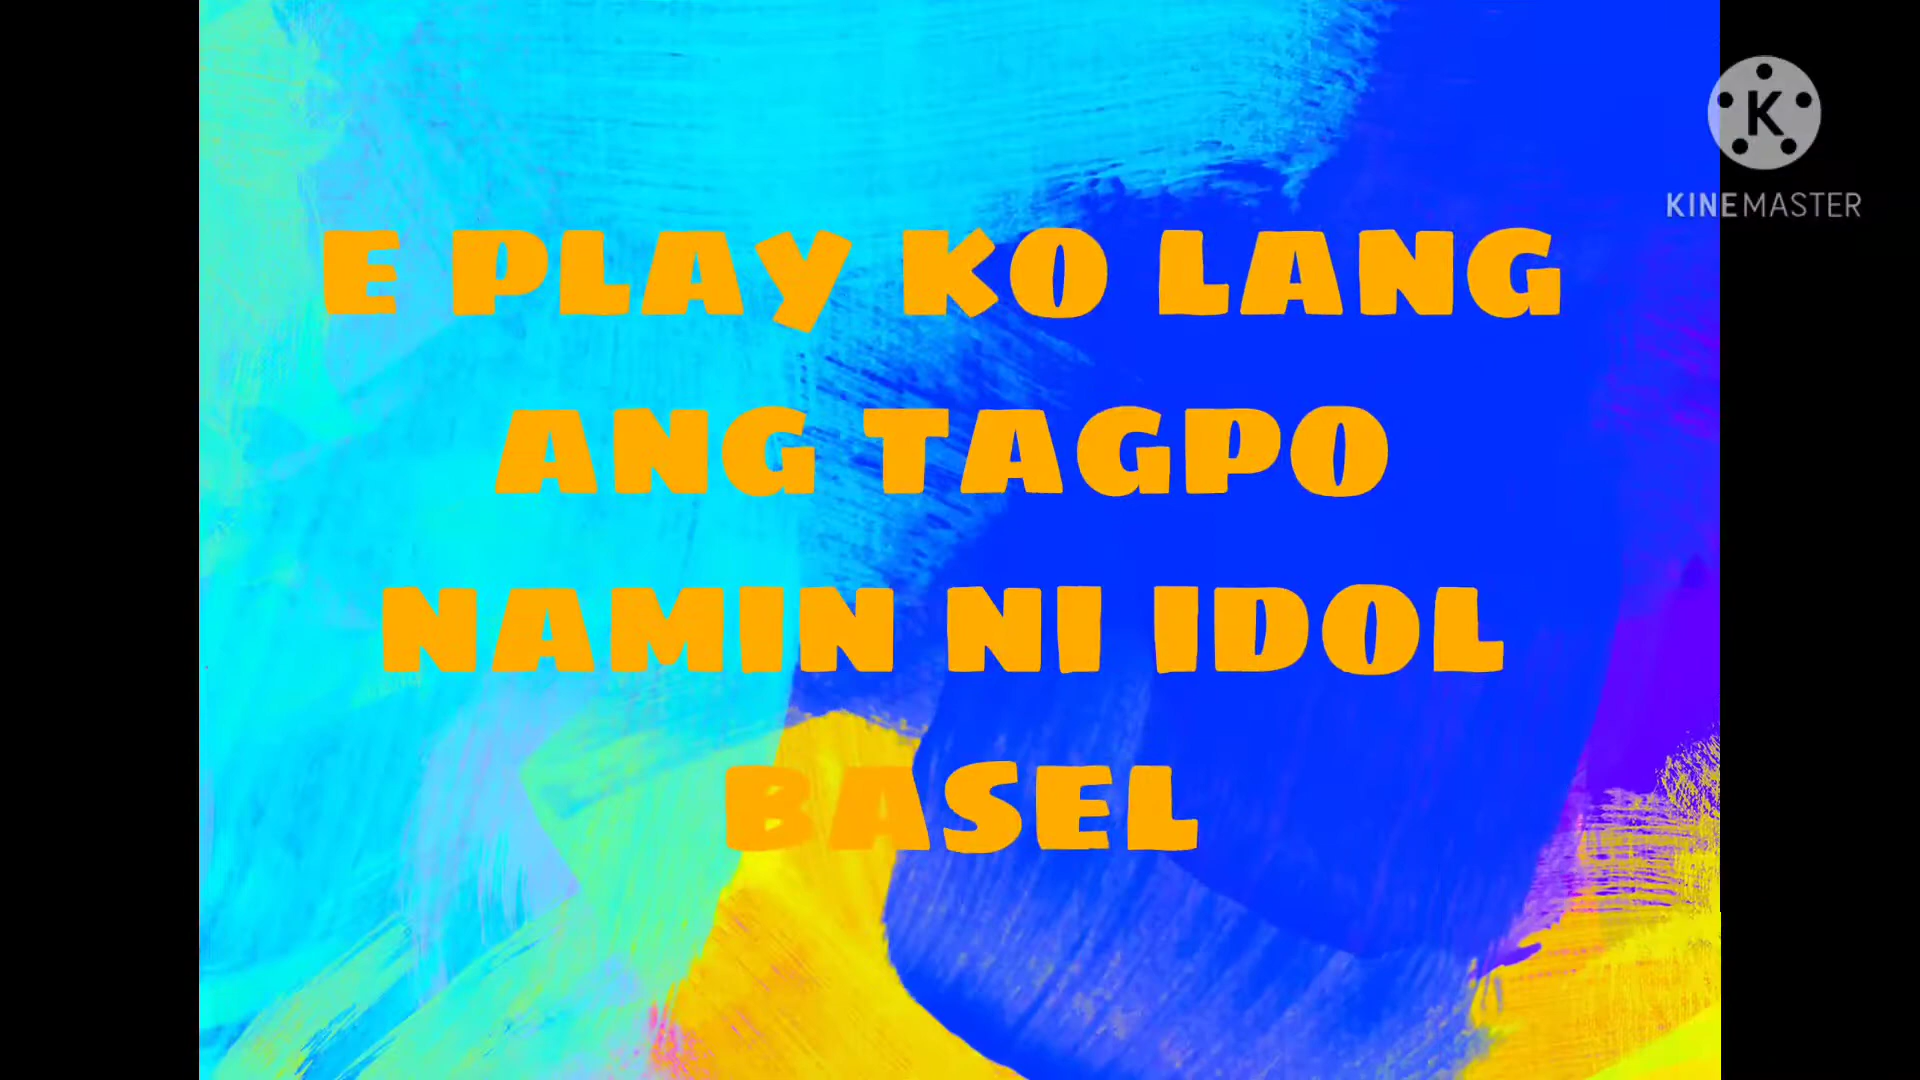 K
KINEMASTER
E PLAY KO LANG
ANG TAGPO
NAMIN NI IDOL
BASEL